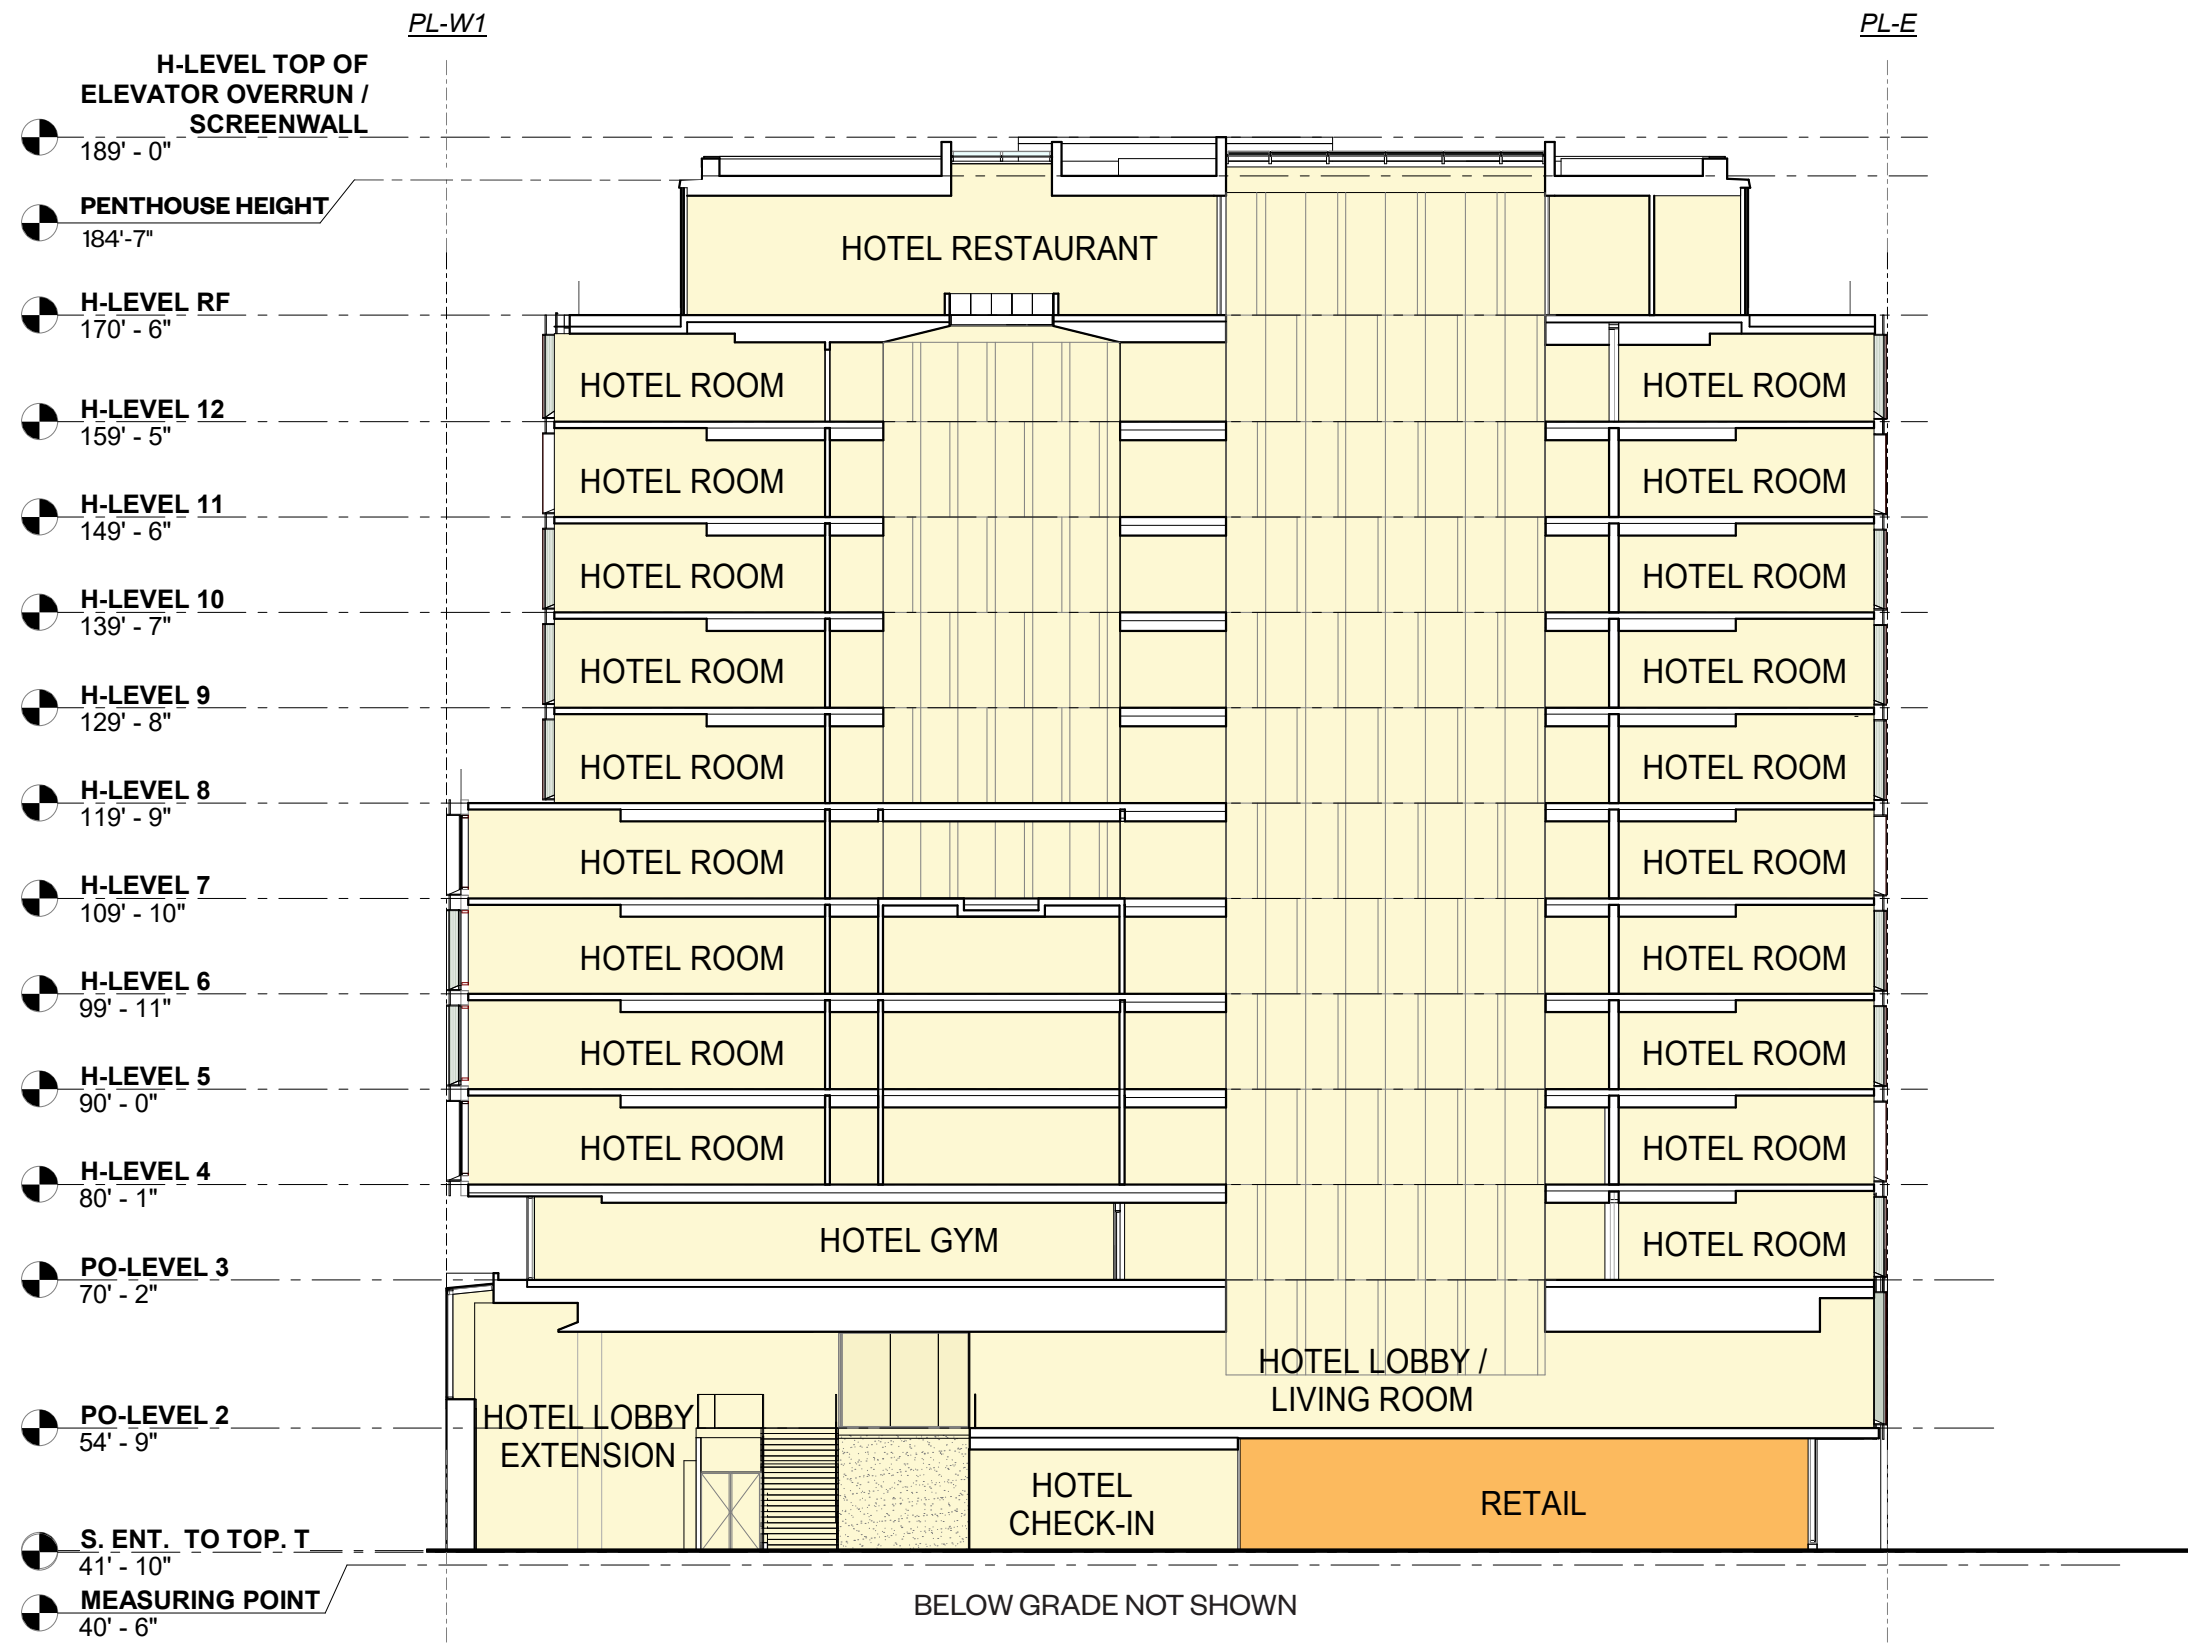 PL-W1
PL-E
H-LEVEL TOP OF
ELEVATOR OVERRUN /
SCREENWALL
189' - 0"
PENTHOUSE HEIGHT
184'-7"
HOTEL RESTAURANT
H-LEVEL RF
170' - 6"
HOTEL ROOM
HOTEL ROOM
H-LEVEL 12
159' - 5"
HOTEL ROOM
HOTEL ROOM
H-LEVEL 11
149' - 6"
HOTEL ROOM
HOTEL ROOM
H-LEVEL 10
139' - 7"
HOTEL ROOM
HOTEL ROOM
H-LEVEL 9
129' - 8"
HOTEL ROOM
HOTEL ROOM
H-LEVEL 8
119' - 9"
HOTEL ROOM
HOTEL ROOM
H-LEVEL 7
109' - 10"
HOTEL ROOM
HOTEL ROOM
H-LEVEL 6
99' - 11"
HOTEL ROOM
HOTEL ROOM
H-LEVEL 5
90' - 0"
HOTEL ROOM
HOTEL ROOM
H-LEVEL 4
80' - 1"
HOTEL GYM
HOTEL ROOM
PO-LEVEL 3
70' - 2"
HOTEL LOBBY /
LIVING ROOM
PO-LEVEL 2
54' - 9"
HOTEL LOBBY
EXTENSION
HOTEL
CHECK-IN
RETAIL
S. ENT. TO TOP. T
41' - 10"
MEASURING POINT
40' - 6"
BELOW GRADE NOT SHOWN